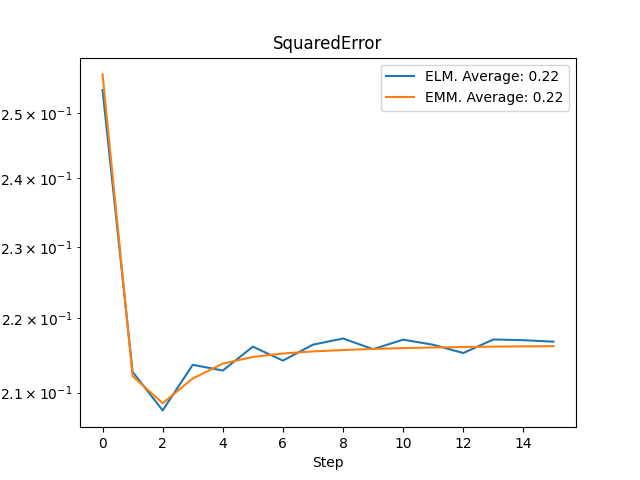 SquaredError
ELM. Average: 0.22
EMM. Average: 0.22
2.5 × 10⁻¹
2.4 × 10⁻¹
2.3 × 10⁻¹
2.2 × 10⁻¹
2.1 × 10⁻¹
0 2 4 6 8 10 12 14
Step